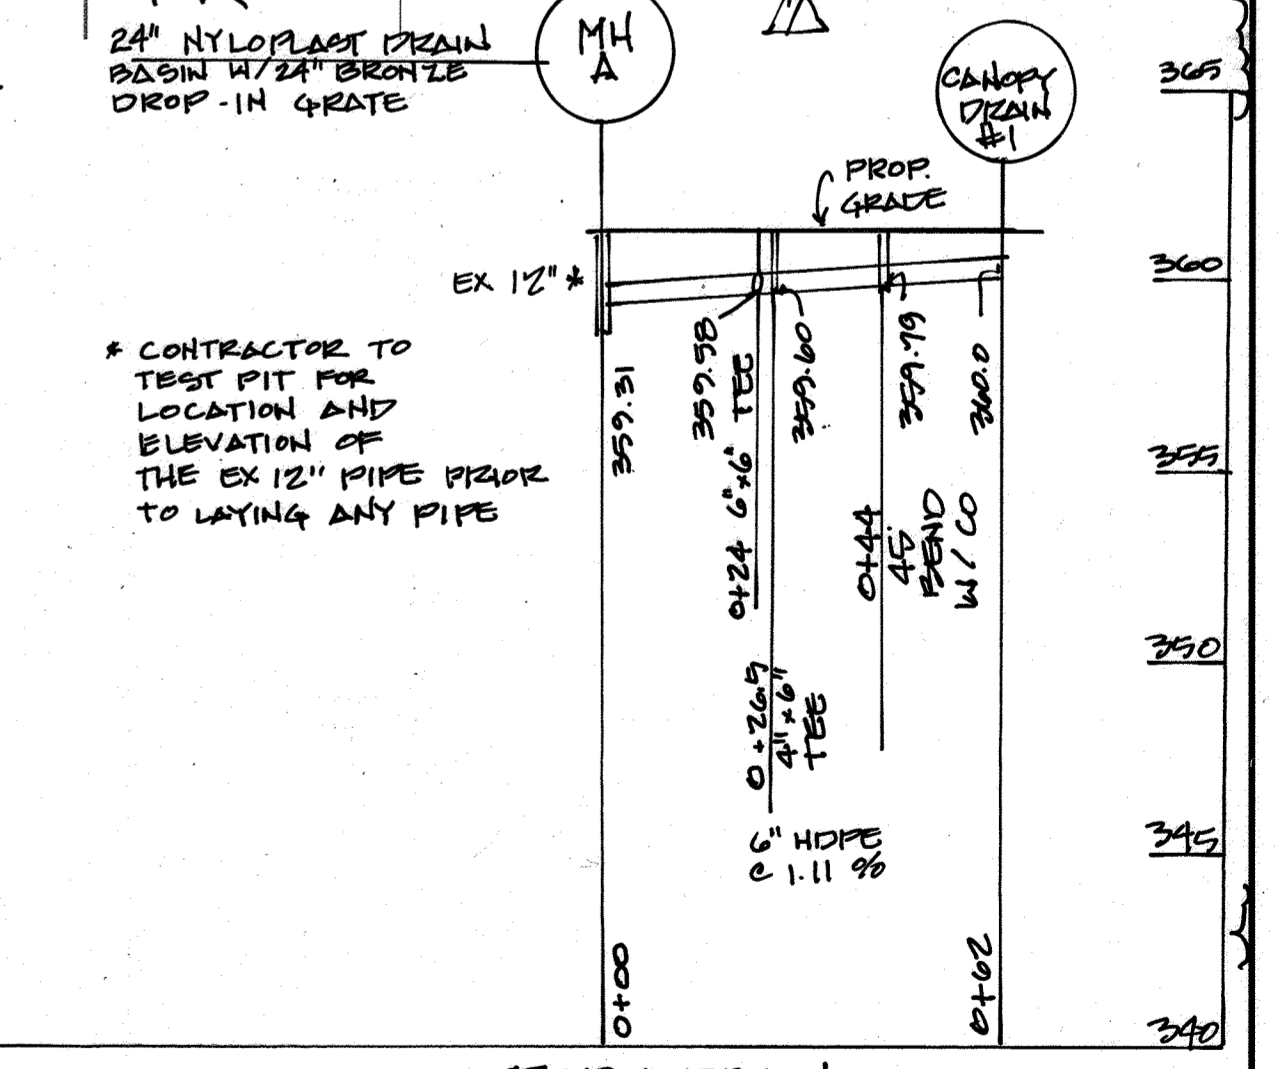 24" NYLOPLAST DRAIN
BASIN W/24" BRONZE
DROP-IN GRATE
MH
A
CANOPY
DRAIN
#1
365
PROP.
GRADE
EX 12" *
360
* CONTRACTOR TO
TEST PIT FOR
LOCATION AND
ELEVATION OF
THE EX 12" PIPE PRIOR
TO LAYING ANY PIPE
359.31
359.58
0+24 6"x6" TEE
359.60
359.79
360.0
355
0+44
45
BEND
W/CO
350
0+26.5
4"x6"
TEE
6" HDPE
@ 1.11 %
345
0+00
0+62
340